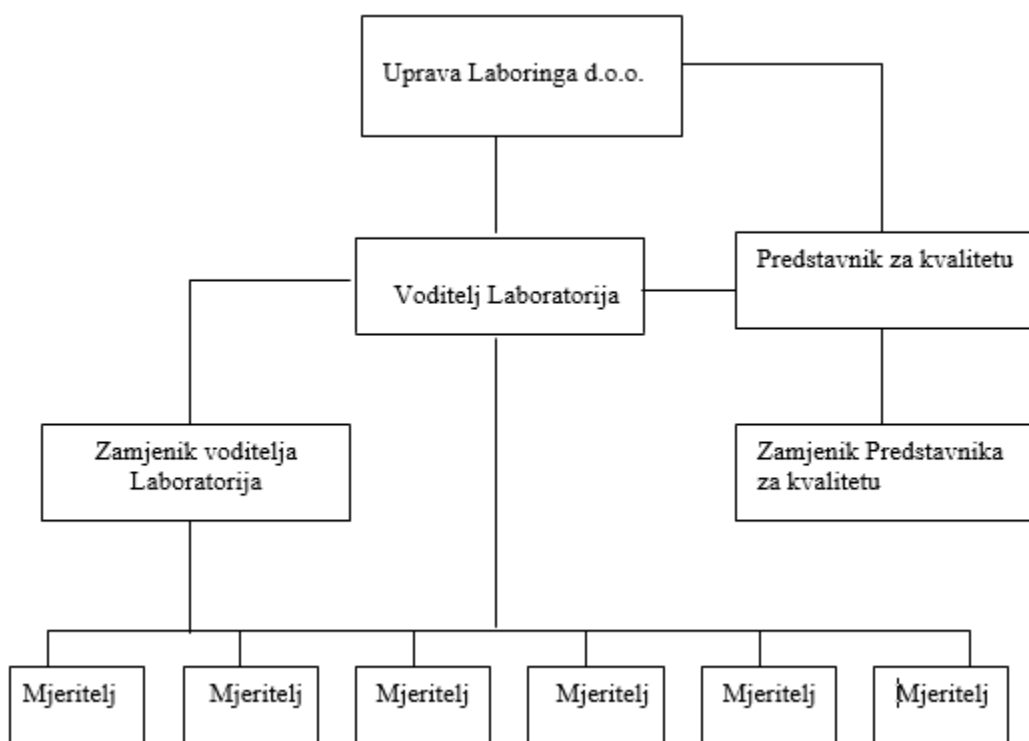 Uprava Laboringa d.o.o.
Predstavnik za kvalitetu
Voditelj Laboratorija
Zamjenik voditelja
Laboratorija
Zamjenik Predstavnika
za kvalitetu
Mjeritelj
Mjeritelj
Mjeritelj
Mjeritelj
Mjeritelj
Mjeritelj